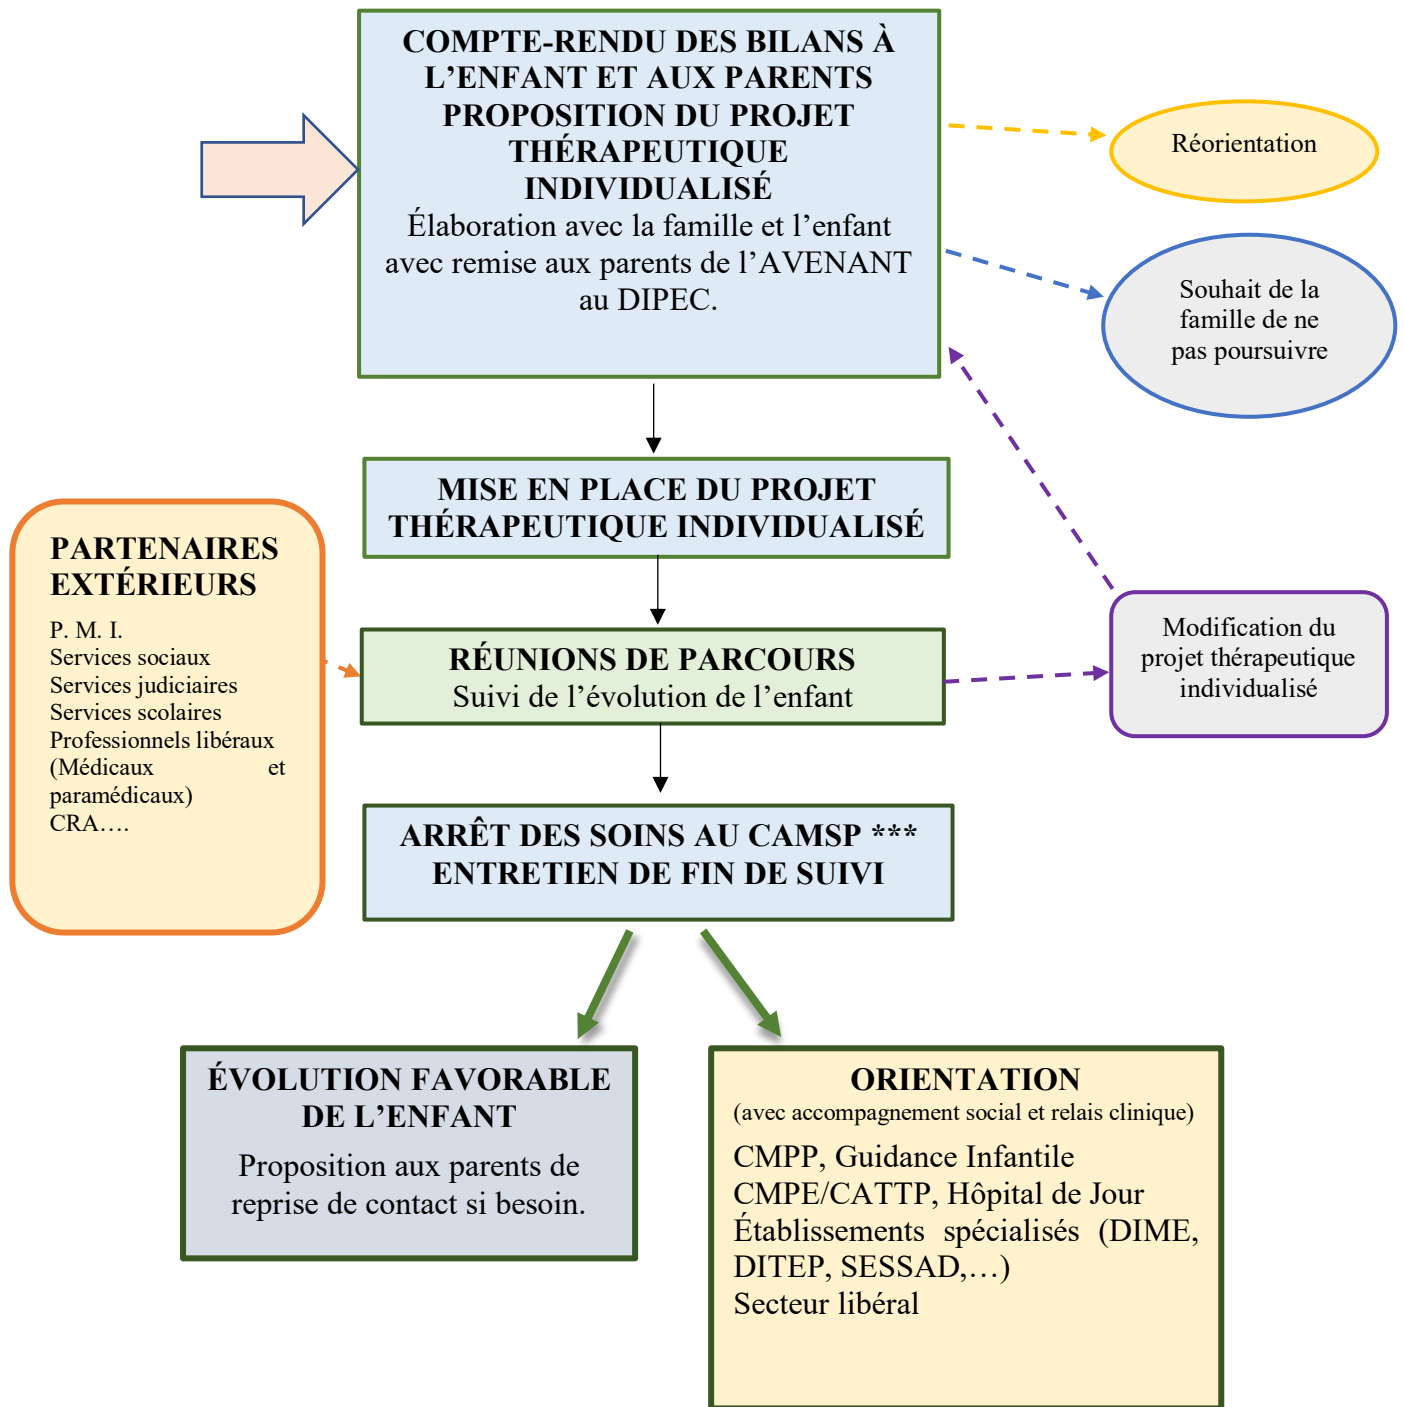 COMPTE-RENDU DES BILANS À
L’ENFANT ET AUX PARENTS
PROPOSITION DU PROJET
THÉRAPEUTIQUE
INDIVIDUALISÉ
Élaboration avec la famille et l’enfant
avec remise aux parents de l’AVENANT
au DIPEC.
Réorientation
Souhait de la
famille de ne
pas poursuivre
MISE EN PLACE DU PROJET
THÉRAPEUTIQUE INDIVIDUALISÉ
PARTENAIRES
EXTÉRIEURS
P. M. I.
Services sociaux
Services judiciaires
Services scolaires
Professionnels libéraux
(Médicaux et
paramédicaux)
CRA….
RÉUNIONS DE PARCOURS
Suivi de l’évolution de l’enfant
Modification du
projet thérapeutique
individualisé
ARRÊT DES SOINS AU CAMSP ***
ENTRETIEN DE FIN DE SUIVI
ÉVOLUTION FAVORABLE
DE L’ENFANT
Proposition aux parents de
reprise de contact si besoin.
ORIENTATION
(avec accompagnement social et relais clinique)
CMPP, Guidance Infantile
CMPE/CATTP, Hôpital de Jour
Établissements spécialisés (DIME,
DITEP, SESSAD,…)
Secteur libéral